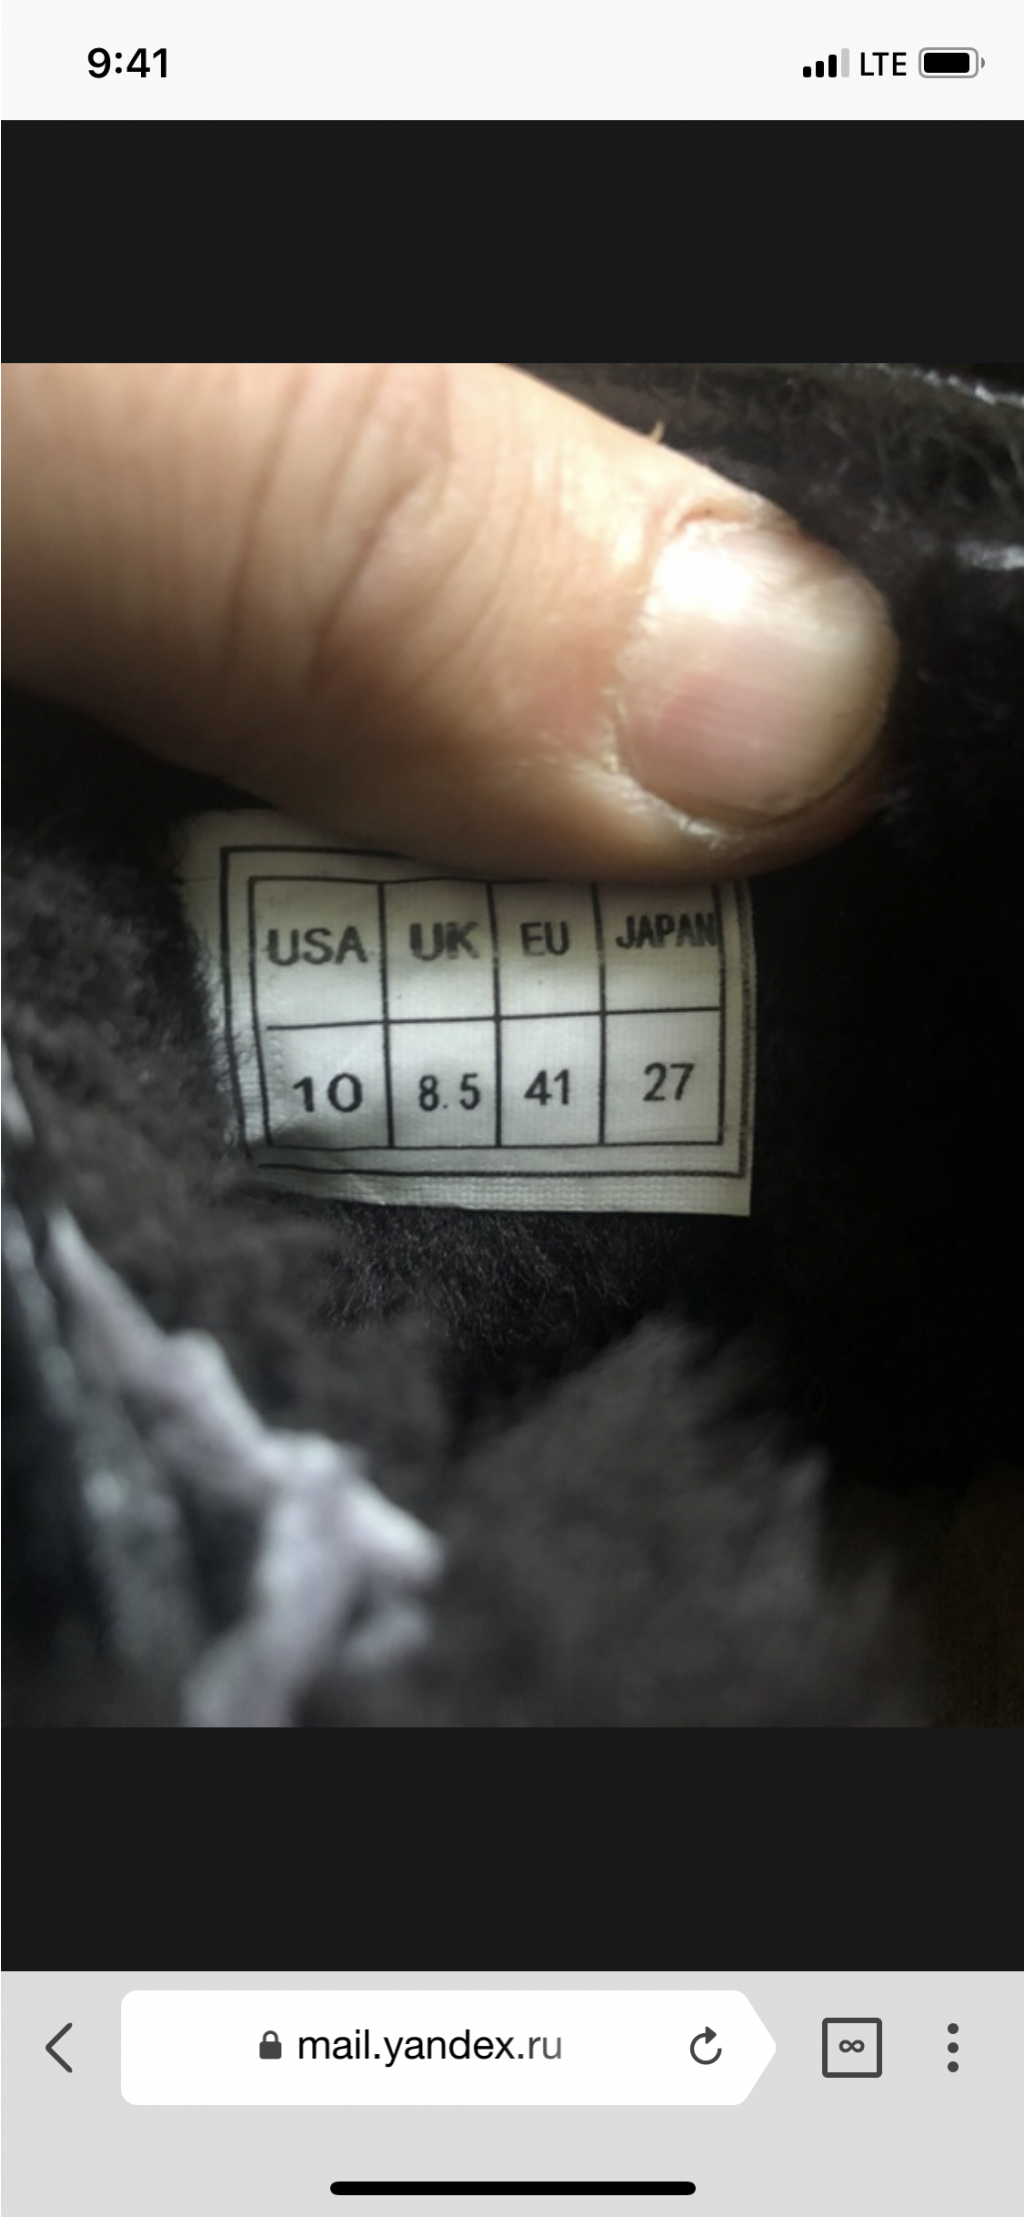 9:41 LTE
USA UK EU JAPAN
10 8.5 41 27
mail.yandex.ru